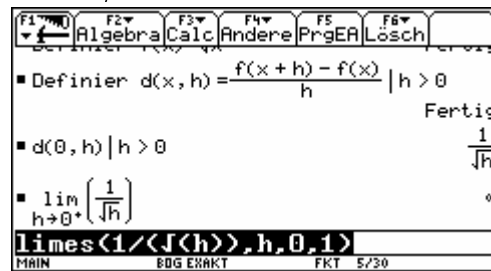 F1 F2 F3 F4 F5 F6
Algebra Calc Andere PrgEA Lösch
Definier d(x,h)=(f(x+h)-f(x))/h | h>0
Fertig
d(0,h)|h>0
1/√h
lim h→0⁺ (1/√h)
limes(1/(√(h)),h,0,1)
MAIN BOG EXAKT FKT 5/30